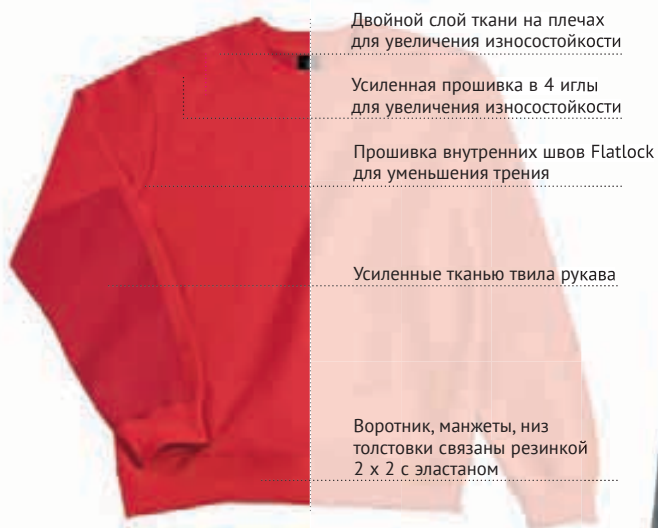 Двойной слой ткани на плечах
для увеличения износостойкости
Усиленная прошивка в 4 иглы
для увеличения износостойкости
Прошивка внутренних швов Flatlock
для уменьшения трения
Усиленные тканью твила рукава
Воротник, манжеты, низ
толстовки связаны резинкой
2 х 2 с эластаном